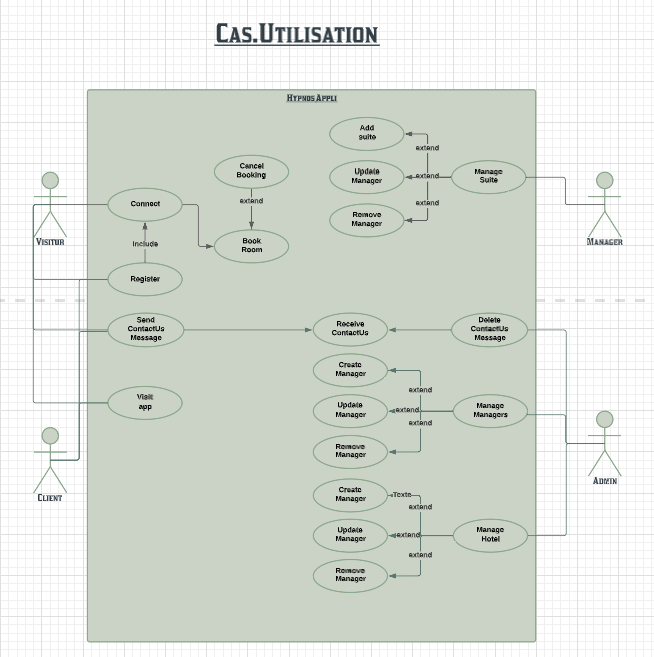 Cas.Utilisation
HypnosAppli
Add
suite
extend
Cancel
Booking
Update
Manager
extend
Manage
Suite
extend
Connect
extend
Remove
Manager
Visitor
Include
Book
Room
Manager
Register
Send
ContactUs
Message
Receive
ContactUs
Delete
ContactUs
Message
Create
Manager
extend
Visit
app
Update
Manager
extend
Manage
Managers
extend
Remove
Manager
Client
Admin
Create
Manager
Texte
extend
Update
Manager
extend
Manage
Hotel
extend
Remove
Manager